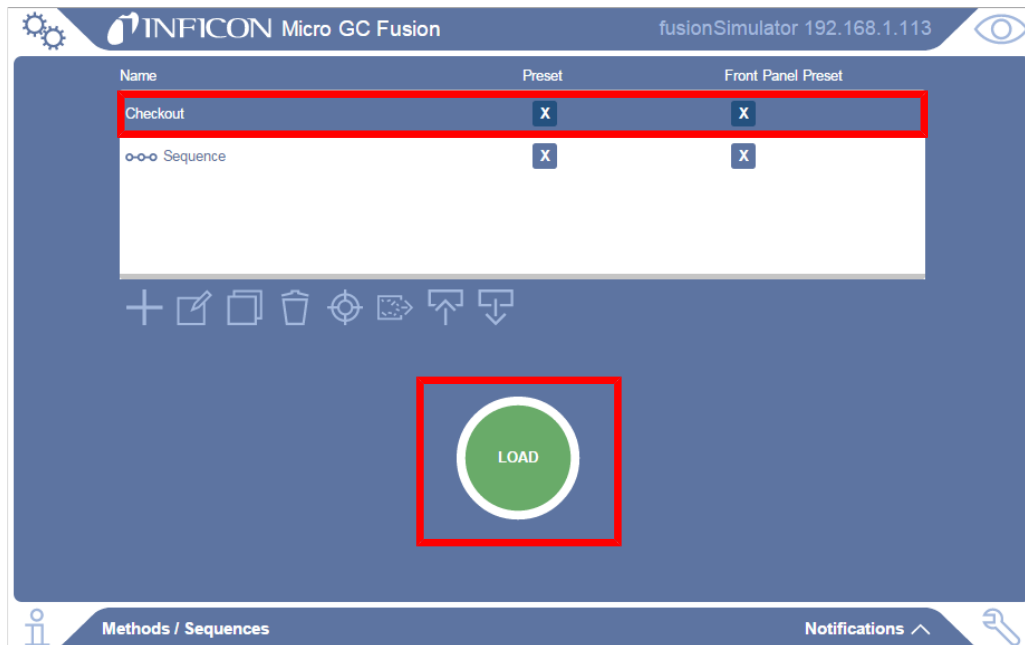 INFICON Micro GC Fusion fusionSimulator 192.168.1.113
Name Preset Front Panel Preset
Checkout X X
Sequence X X
LOAD
Methods / Sequences Notifications